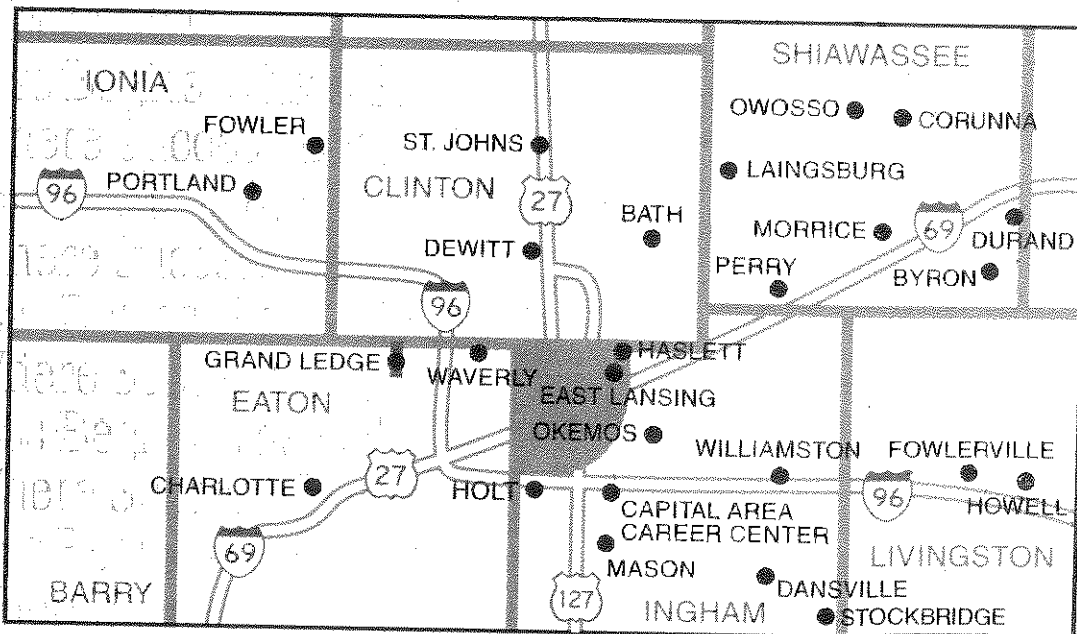 SHIAWASSEE
IONIA
OWOSSO
CORUNNA
FOWLER
ST. JOHNS
LAINGSBURG
PORTLAND
CLINTON
96
27
BATH
MORRICE
69
DURAND
DEWITT
PERRY
BYRON
96
HASLETT
GRAND LEDGE
WAVERLY
EAST LANSING
EATON
OKEMOS
WILLIAMSTON
FOWLERVILLE
27
CHARLOTTE
HOLT
96
HOWELL
CAPITAL AREA
CAREER CENTER
69
LIVINGSTON
MASON
BARRY
127
DANSVILLE
INGHAM
STOCKBRIDGE